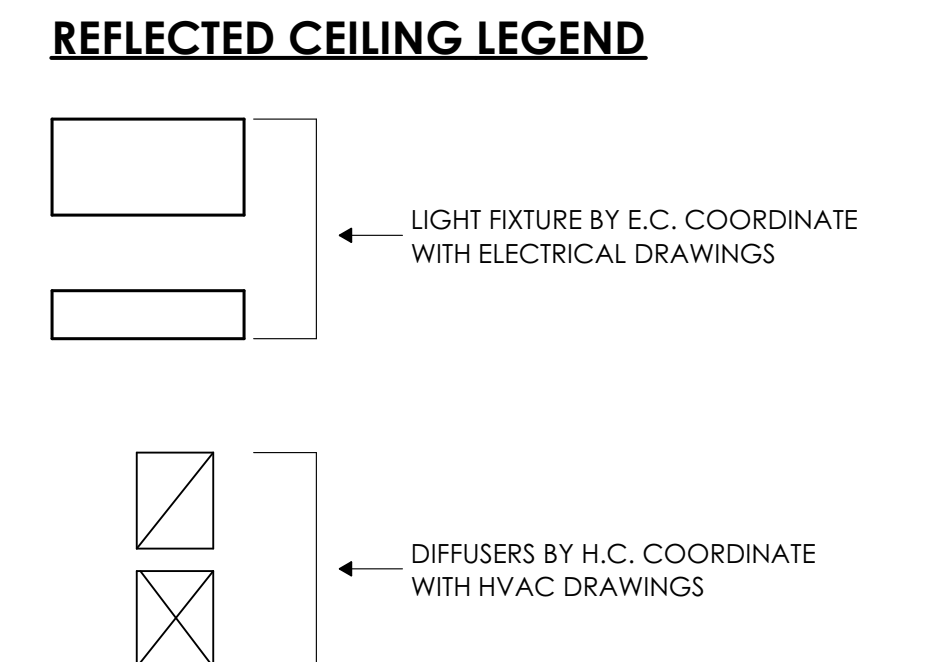 REFLECTED CEILING LEGEND
LIGHT FIXTURE BY E.C. COORDINATE
WITH ELECTRICAL DRAWINGS
DIFFUSERS BY H.C. COORDINATE
WITH HVAC DRAWINGS